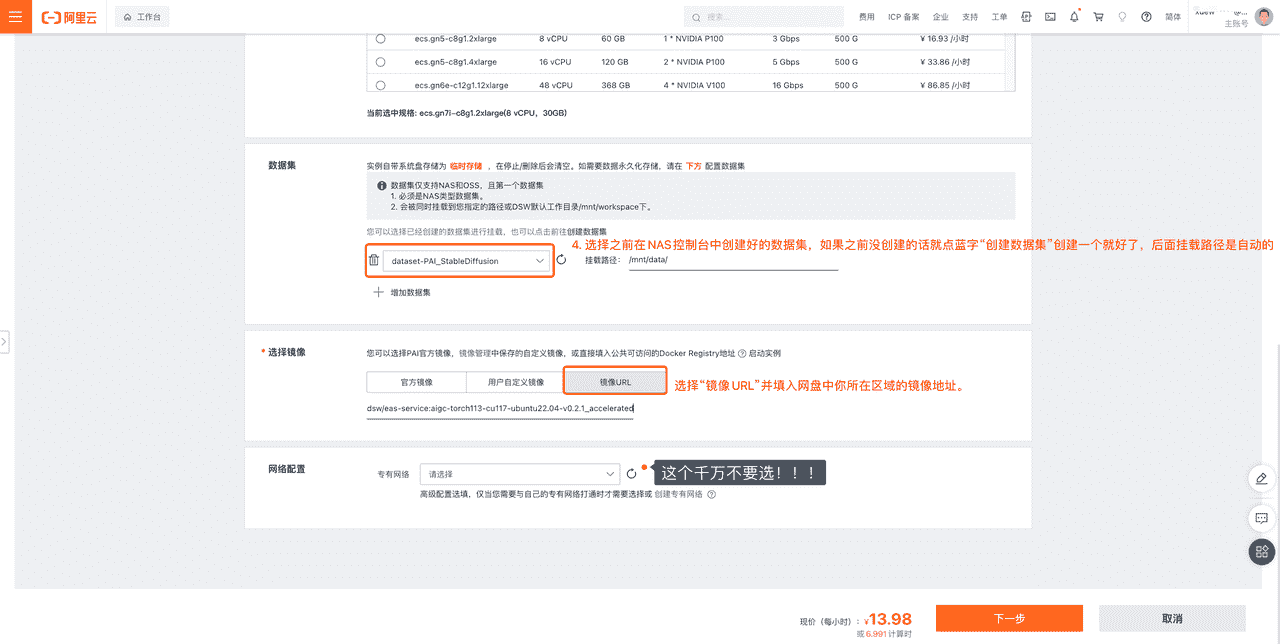 阿里云
工作台
搜索...
费用 ICP 备案 企业 支持 工单 简体
主账号
ecs.gn5-c8g1.2xlarge 8 vCPU 60 GB 1 * NVIDIA P100 3 Gbps 500 G ¥ 16.93 /小时
ecs.gn5-c8g1.4xlarge 16 vCPU 120 GB 2 * NVIDIA P100 5 Gbps 500 G ¥ 33.86 /小时
ecs.gn6e-c12g1.12xlarge 48 vCPU 368 GB 4 * NVIDIA V100 16 Gbps 500 G ¥ 86.85 /小时
当前选中规格: ecs.gn7i-c8g1.2xlarge(8 vCPU，30GB)
数据集
实例自带系统盘存储为 临时存储 ，在停止/删除后会清空。如需要数据永久化存储，请在 下方 配置数据集
数据集仅支持NAS和OSS，且第一个数据集
1. 必须是NAS类型数据集。
2. 会被同时挂载到您指定的路径或DSW默认工作目录/mnt/workspace下。
您可以选择已经创建的数据集进行挂载，也可以点击前往创建数据集
4. 选择之前在NAS控制台中创建好的数据集，如果之前没创建的话就点蓝字“创建数据集”创建一个就好了，后面挂载路径是自动的
dataset-PAI_StableDiffusion
挂载路径： /mnt/data/
增加数据集
* 选择镜像
您可以选择PAI官方镜像，镜像管理中保存的自定义镜像，或直接填入公共可访问的Docker Registry地址 启动实例
官方镜像 用户自定义镜像 镜像URL
选择“镜像URL”并填入网盘中你所在区域的镜像地址。
dsw/eas-service:aigc-torch113-cu117-ubuntu22.04-v0.2.1_accelerated
网络配置
专有网络 请选择
这个千万不要选！！！
高级配置选填，仅当您需要与自己的专有网络打通时才需要选择或 创建专有网络
现价（每小时）: ¥13.98
或 6.991 计算时
下一步
取消